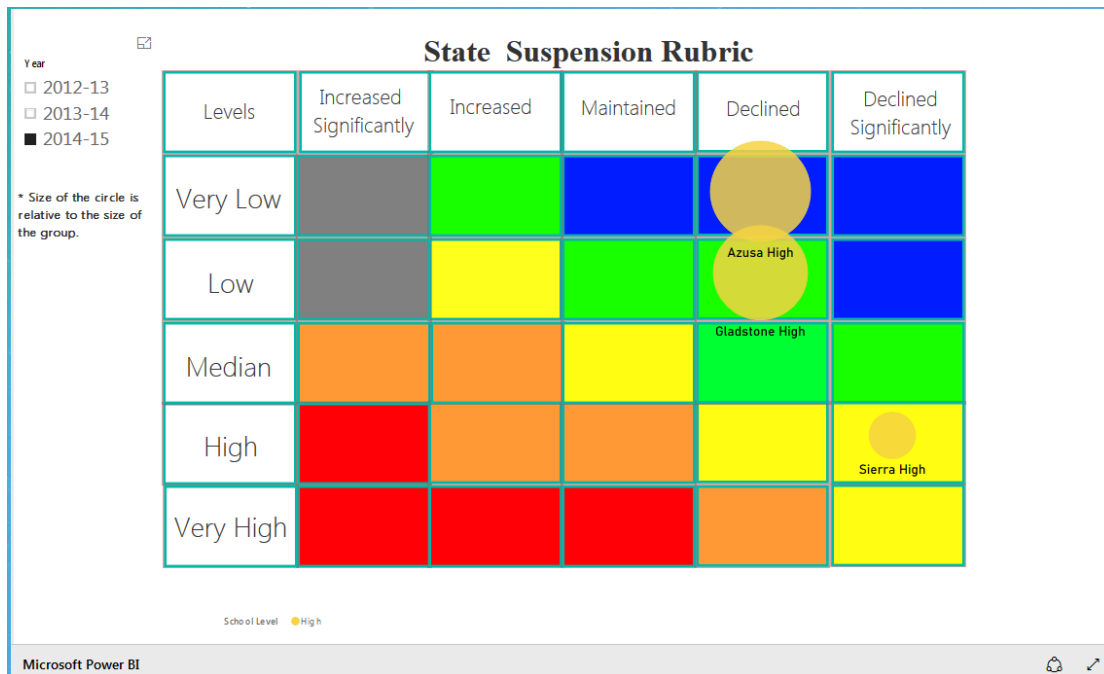 State Suspension Rubric
Year
2012-13
2013-14
2014-15
* Size of the circle is
relative to the size of
the group.
Levels
Increased
Significantly
Increased
Maintained
Declined
Declined
Significantly
Very Low
Azusa High
Low
Gladstone High
Median
High
Sierra High
Very High
School Level High
Microsoft Power BI